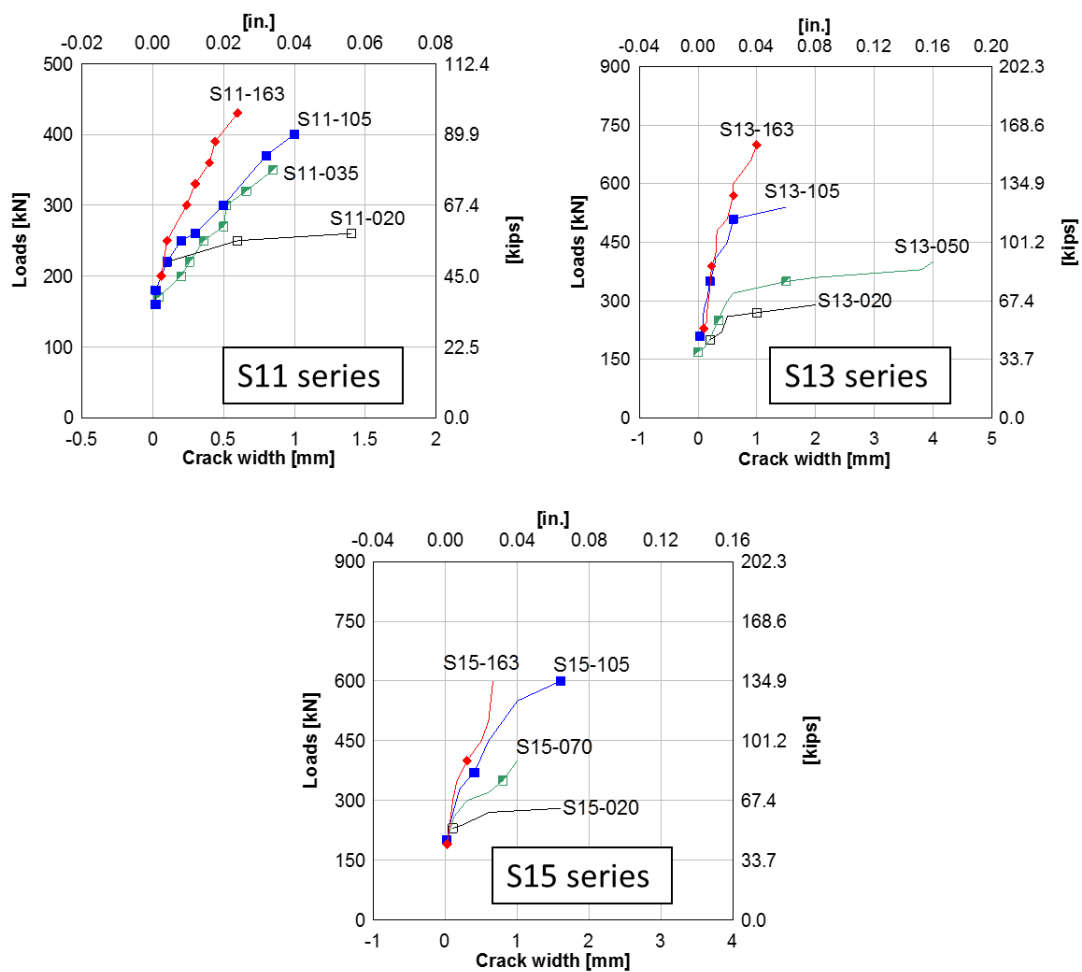 [in.]
-0.02 0.00 0.02 0.04 0.06 0.08
500 112.4
S11-163
S11-105
400 89.9
S11-035
300 67.4
S11-020
Loads [kN] [kips]
200 45.0
100 22.5
S11 series
0 0.0
-0.5 0 0.5 1 1.5 2
Crack width [mm]
[in.]
-0.04 0.00 0.04 0.08 0.12 0.16 0.20
900 202.3
750 168.6
S13-163
600 134.9
S13-105
450 101.2
S13-050
Loads [kN] [kips]
300 67.4
S13-020
150 33.7
S13 series
0 0.0
-1 0 1 2 3 4 5
Crack width [mm]
[in.]
-0.04 0.00 0.04 0.08 0.12 0.16
900 202.3
750 168.6
S15-163 S15-105
600 134.9
S15-070
450 101.2
Loads [kN] [kips]
300 67.4
S15-020
150 33.7
S15 series
0 0.0
-1 0 1 2 3 4
Crack width [mm]